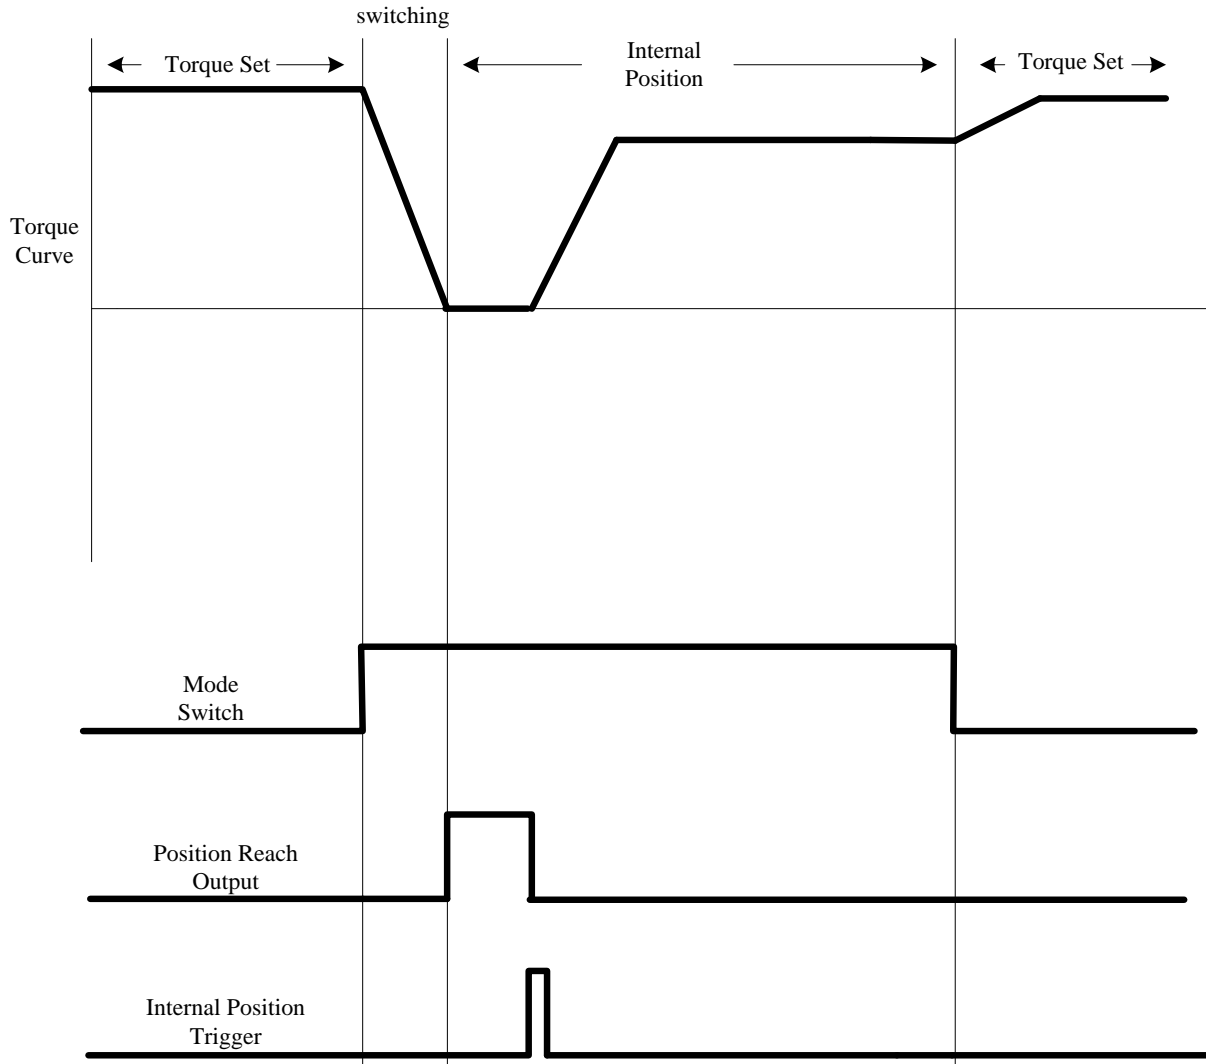 switching
Torque Set
Internal
Position
Torque Set
Torque
Curve
Mode
Switch
Position Reach
Output
Internal Position
Trigger